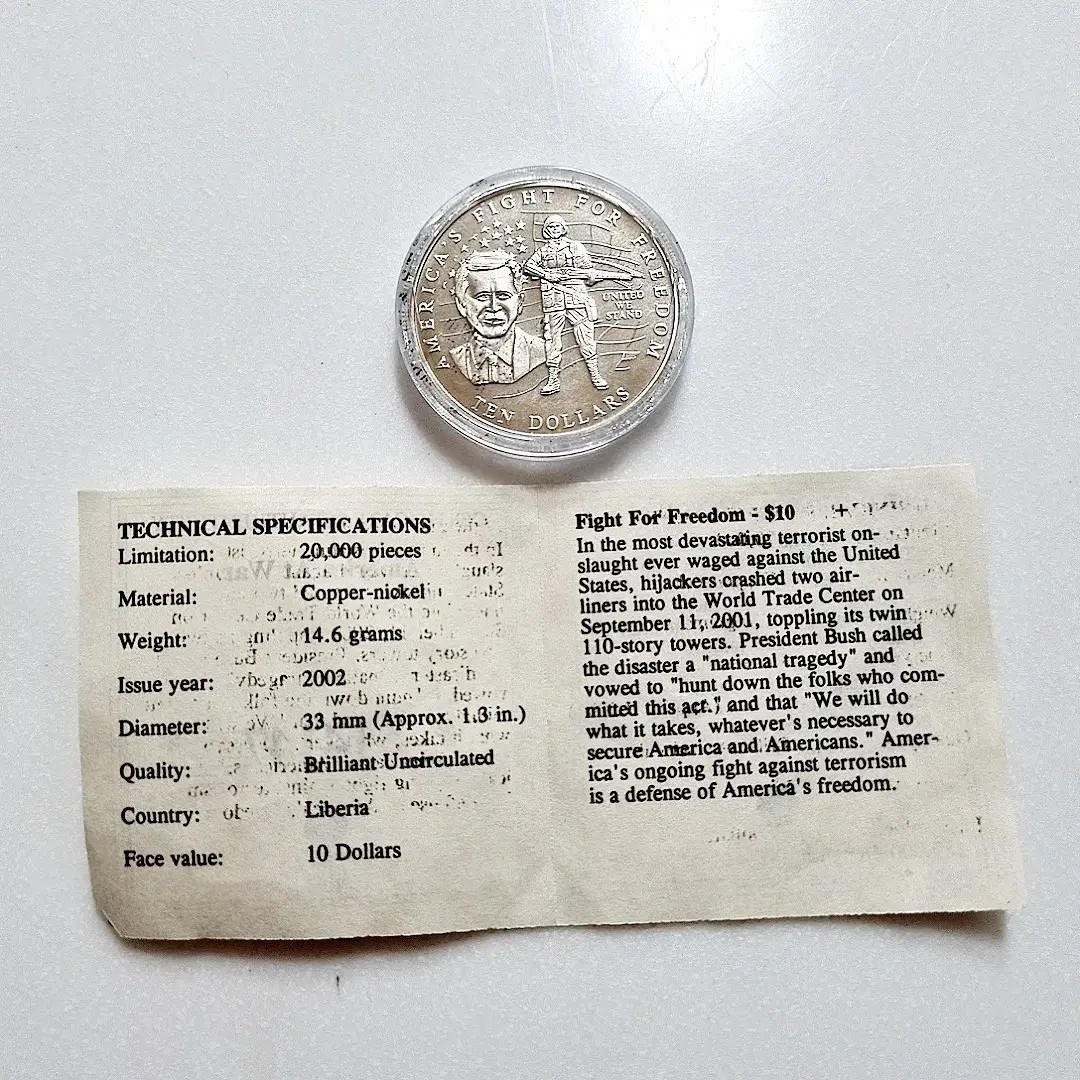 AMERICA'S FIGHT FOR FREEDOM
UNITED
WE
STAND
TEN DOLLARS
TECHNICAL SPECIFICATIONS
Limitation: 20,000 pieces
Material: Copper-nickel
Weight: 14.6 grams
Issue year: 2002
Diameter: 33 mm (Approx. 1.3 in.)
Quality: Brilliant Uncirculated
Country: Liberia
Face value: 10 Dollars
Fight For Freedom - $10
In the most devastating terrorist on-
slaught ever waged against the United
States, hijackers crashed two air-
liners into the World Trade Center on
September 11, 2001, toppling its twin
110-story towers. President Bush called
the disaster a "national tragedy" and
vowed to "hunt down the folks who com-
mitted this act." and that "We will do
what it takes, whatever's necessary to
secure America and Americans." Amer-
ica's ongoing fight against terrorism
is a defense of America's freedom.